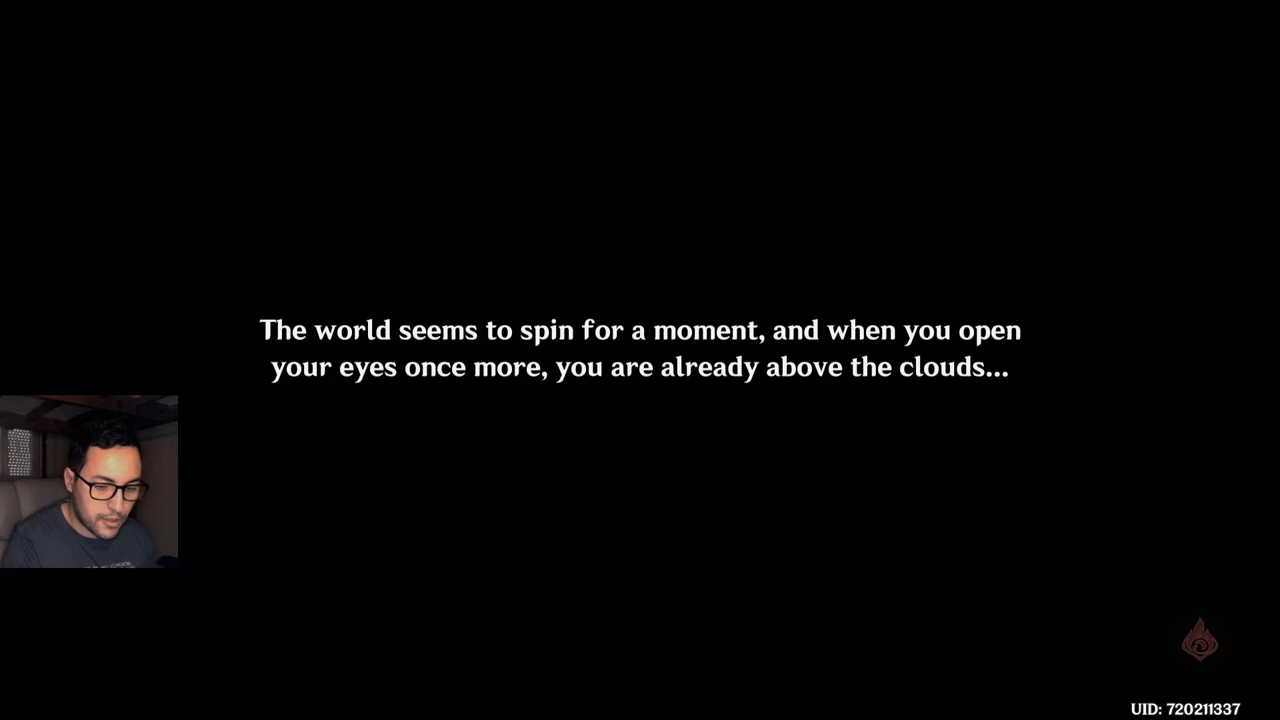 The world seems to spin for a moment, and when you open
your eyes once more, you are already above the clouds...
UID: 720211337